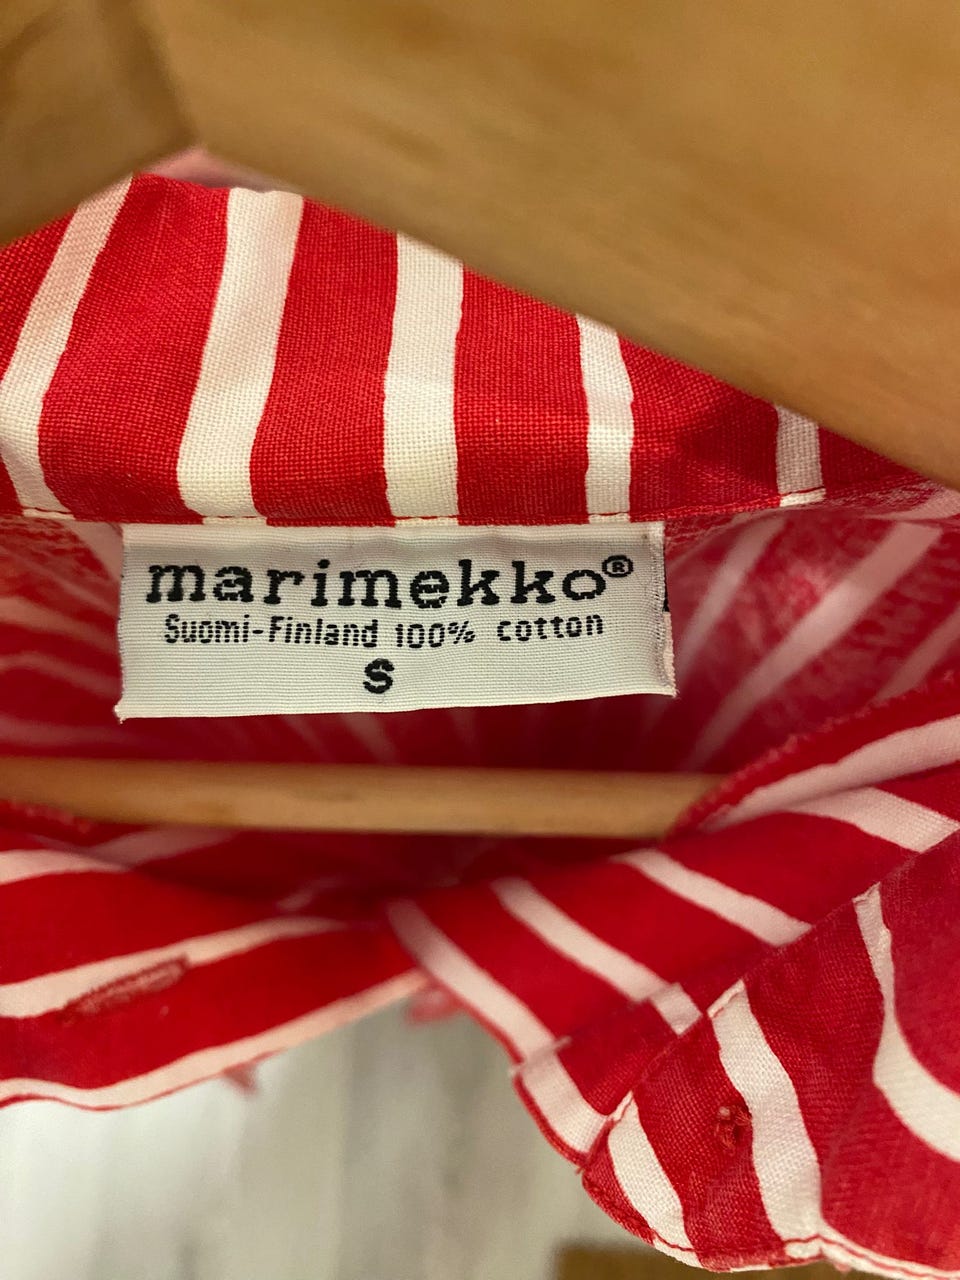 marimekko®
Suomi-Finland 100% cotton
S